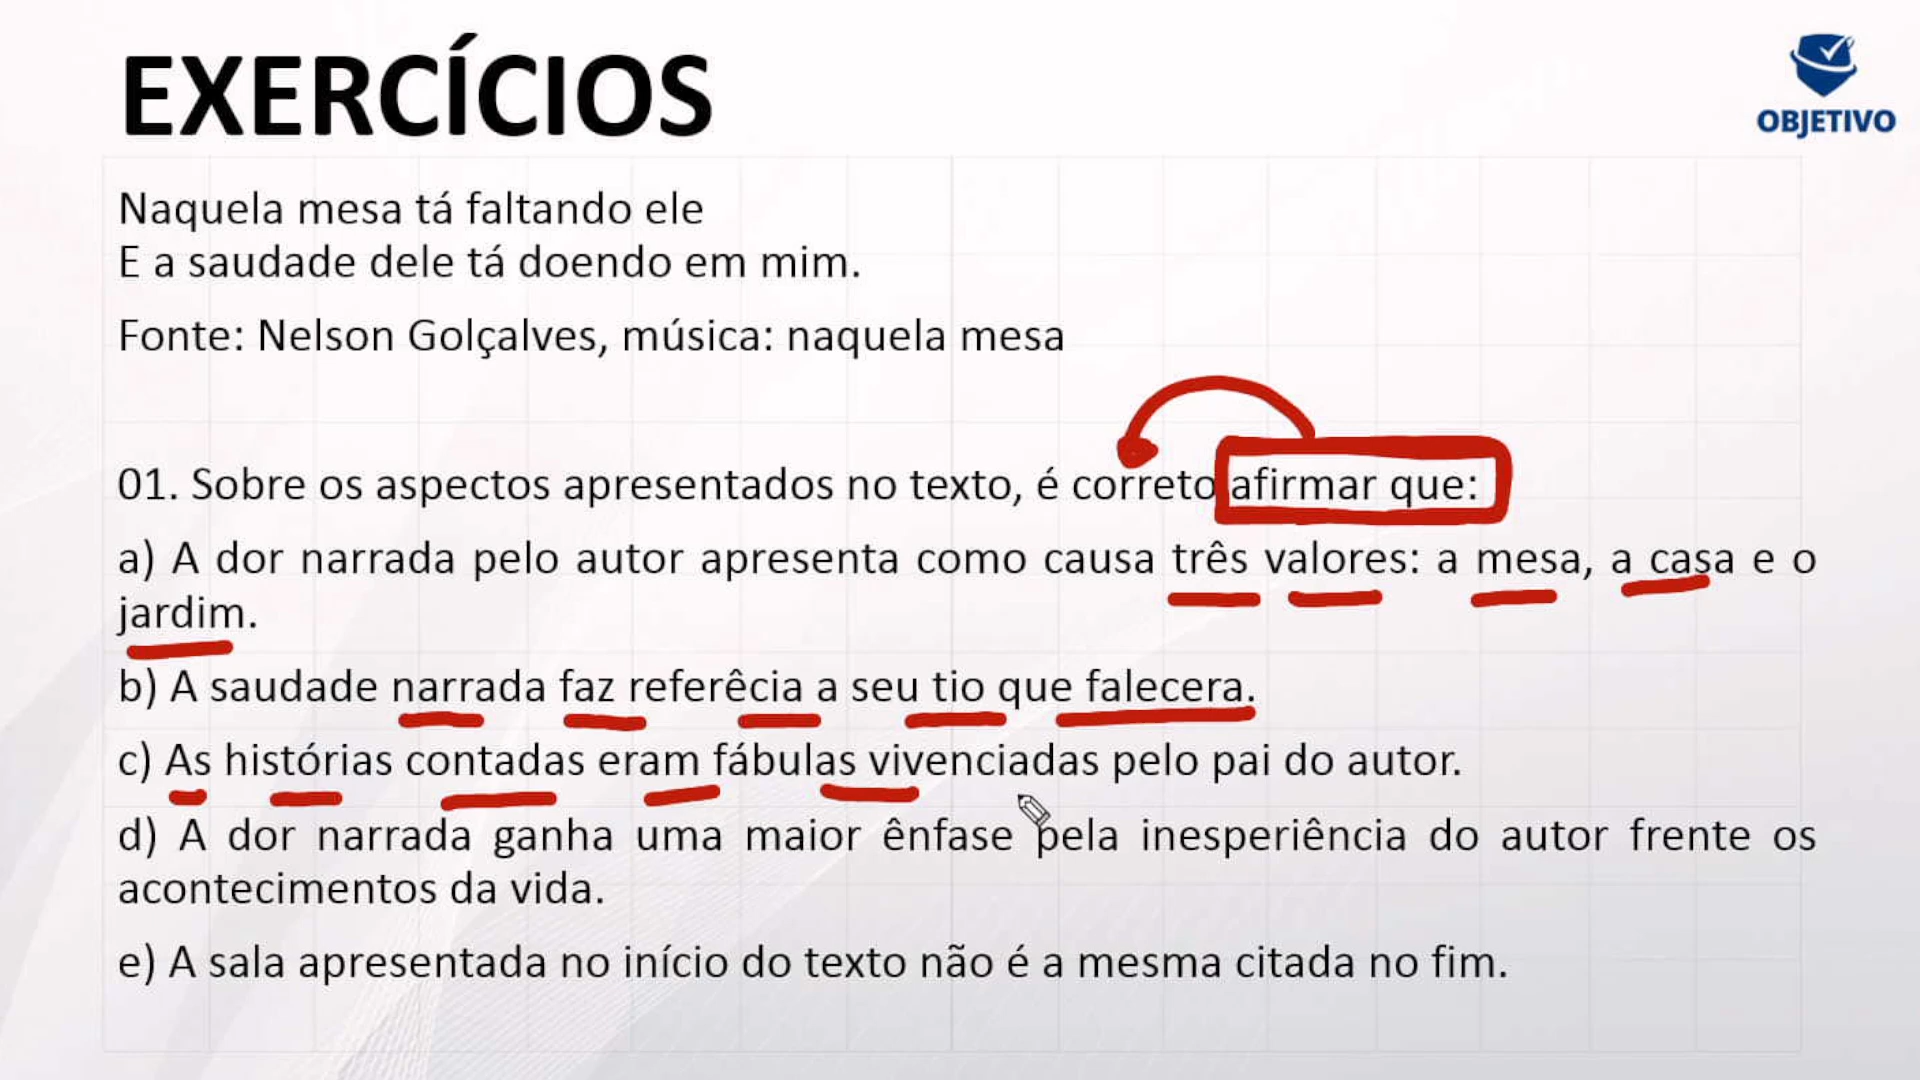 EXERCÍCIOS
OBJETIVO
Naquela mesa tá faltando ele
E a saudade dele tá doendo em mim.
Fonte: Nelson Golçalves, música: naquela mesa
01. Sobre os aspectos apresentados no texto, é correto afirmar que:
a) A dor narrada pelo autor apresenta como causa três valores: a mesa, a casa e o
jardim.
b) A saudade narrada faz referêcia a seu tio que falecera.
c) As histórias contadas eram fábulas vivenciadas pelo pai do autor.
d) A dor narrada ganha uma maior ênfase pela inesperiência do autor frente os
acontecimentos da vida.
e) A sala apresentada no início do texto não é a mesma citada no fim.